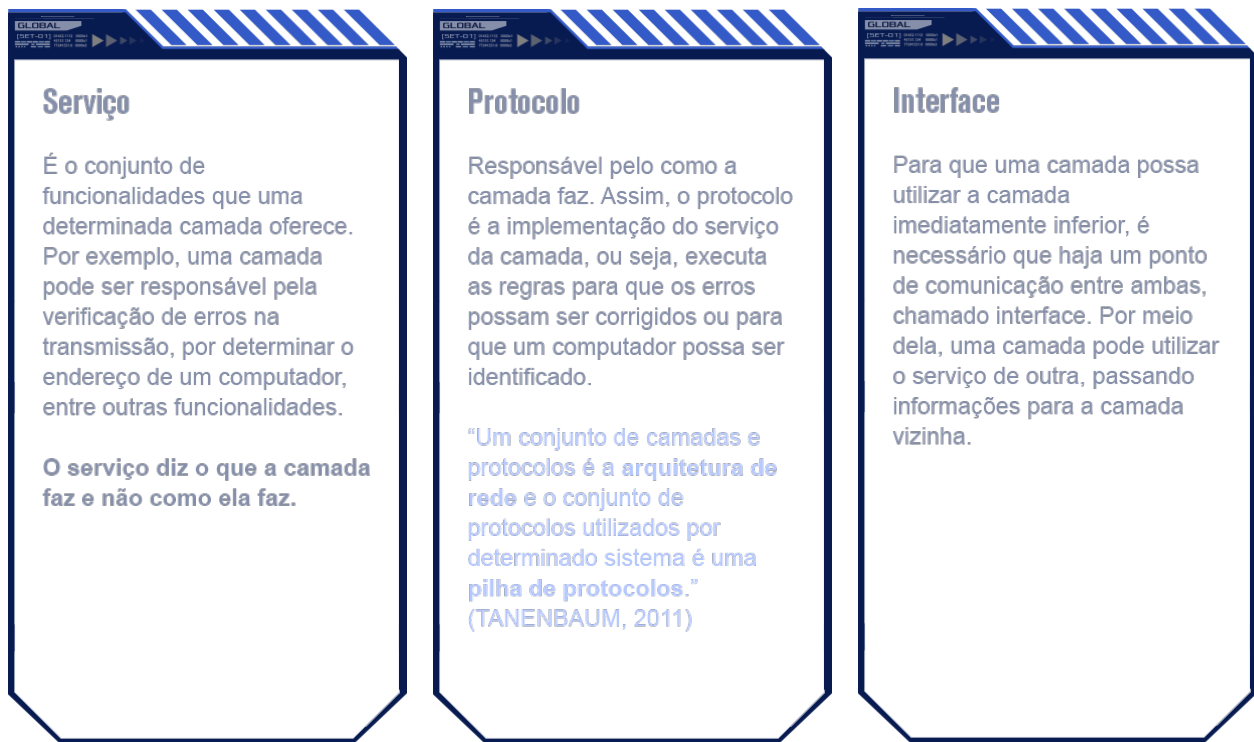 GLOBAL
[SET-01]
Serviço
É o conjunto de
funcionalidades que uma
determinada camada oferece.
Por exemplo, uma camada
pode ser responsável pela
verificação de erros na
transmissão, por determinar o
endereço de um computador,
entre outras funcionalidades.
O serviço diz o que a camada
faz e não como ela faz.
GLOBAL
[SET-01]
Protocolo
Responsável pelo como a
camada faz. Assim, o protocolo
é a implementação do serviço
da camada, ou seja, executa
as regras para que os erros
possam ser corrigidos ou para
que um computador possa ser
identificado.
“Um conjunto de camadas e
protocolos é a arquitetura de
rede e o conjunto de
protocolos utilizados por
determinado sistema é uma
pilha de protocolos.”
(TANENBAUM, 2011)
GLOBAL
[SET-01]
Interface
Para que uma camada possa
utilizar a camada
imediatamente inferior, é
necessário que haja um ponto
de comunicação entre ambas,
chamado interface. Por meio
dela, uma camada pode utilizar
o serviço de outra, passando
informações para a camada
vizinha.